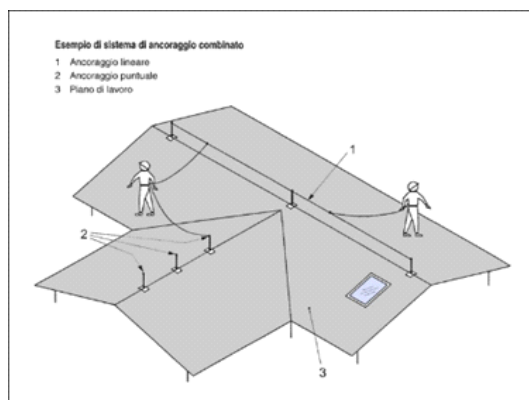 Esempio di sistema di ancoraggio combinato
1 Ancoraggio lineare
2 Ancoraggio puntuale
3 Piano di lavoro
1
2
3